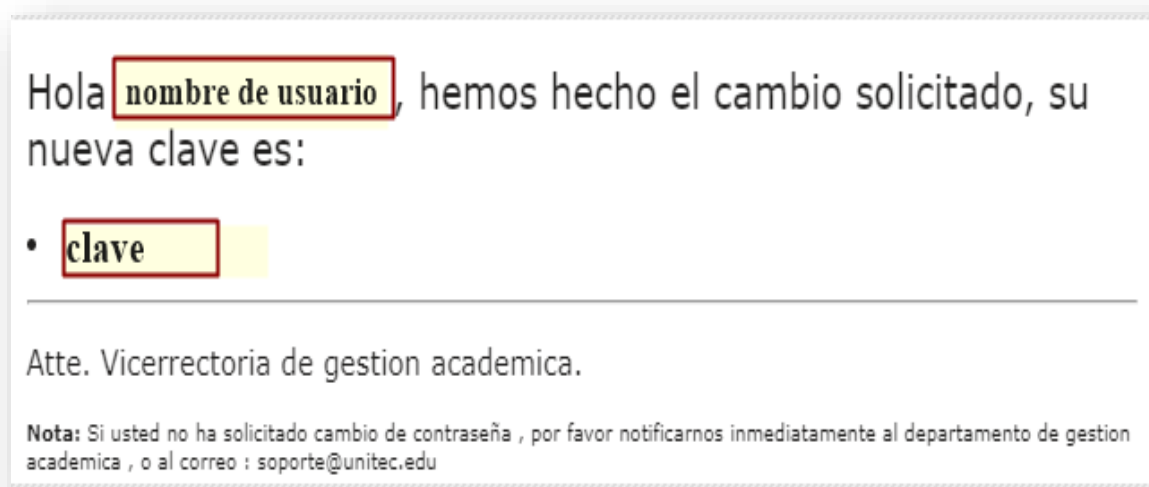 Hola nombre de usuario, hemos hecho el cambio solicitado, su
nueva clave es:
• clave
Atte. Vicerrectoria de gestion academica.
Nota: Si usted no ha solicitado cambio de contraseña , por favor notificarnos inmediatamente al departamento de gestion
academica , o al correo : soporte@unitec.edu